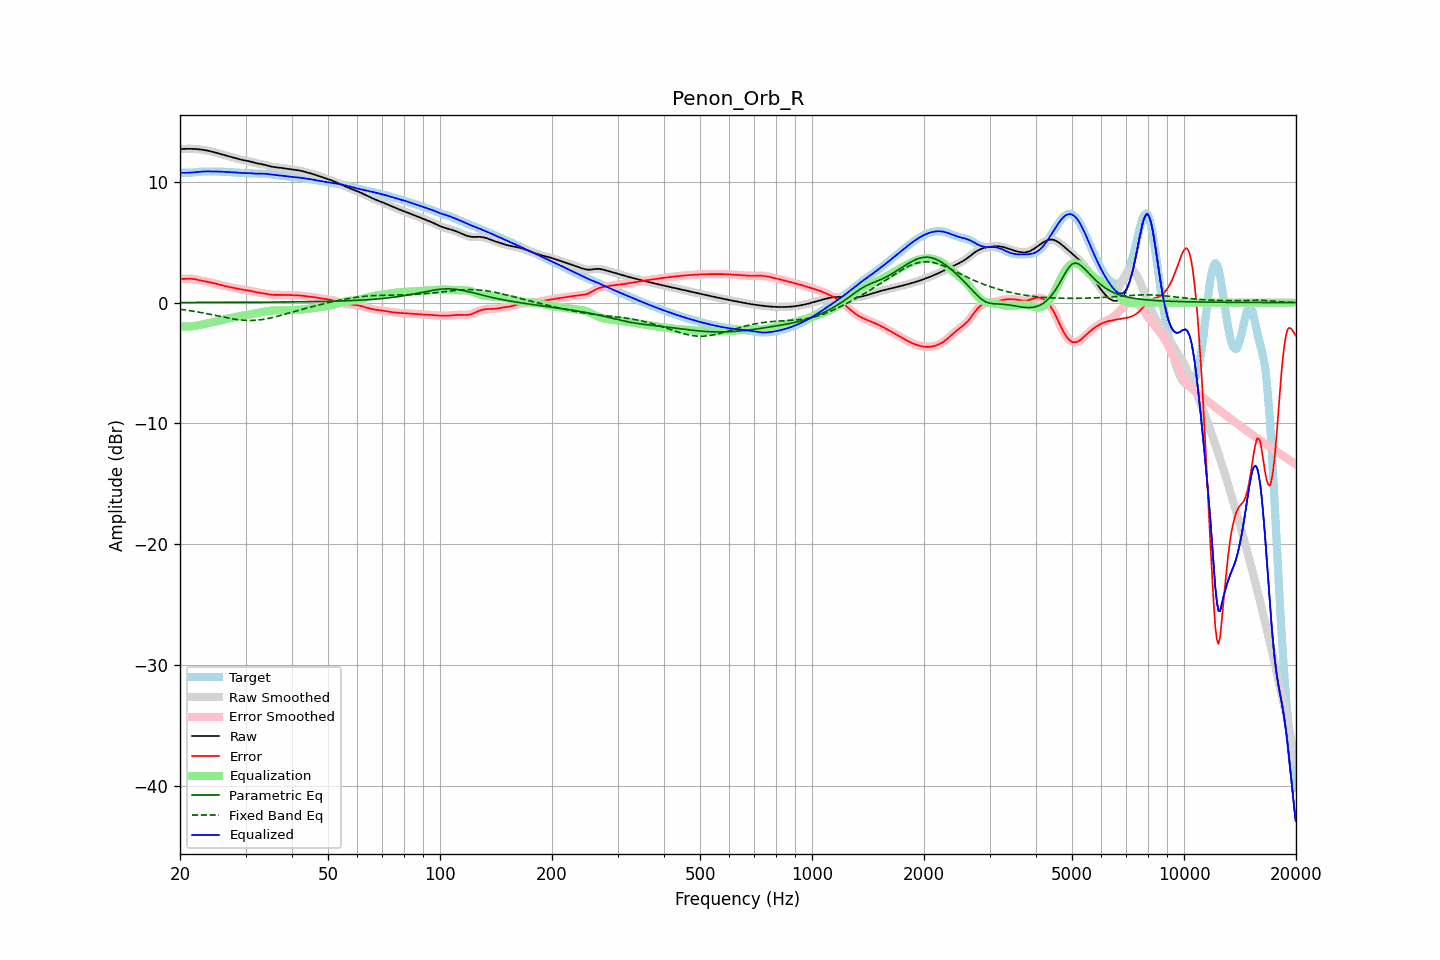 Penon_Orb_R
Amplitude (dBr)
10
0
−10
−20
−30
−40
Target
Raw Smoothed
Error Smoothed
Raw
Error
Equalization
Parametric Eq
Fixed Band Eq
Equalized
20 50 100 200 500 1000 2000 5000 10000 20000
Frequency (Hz)